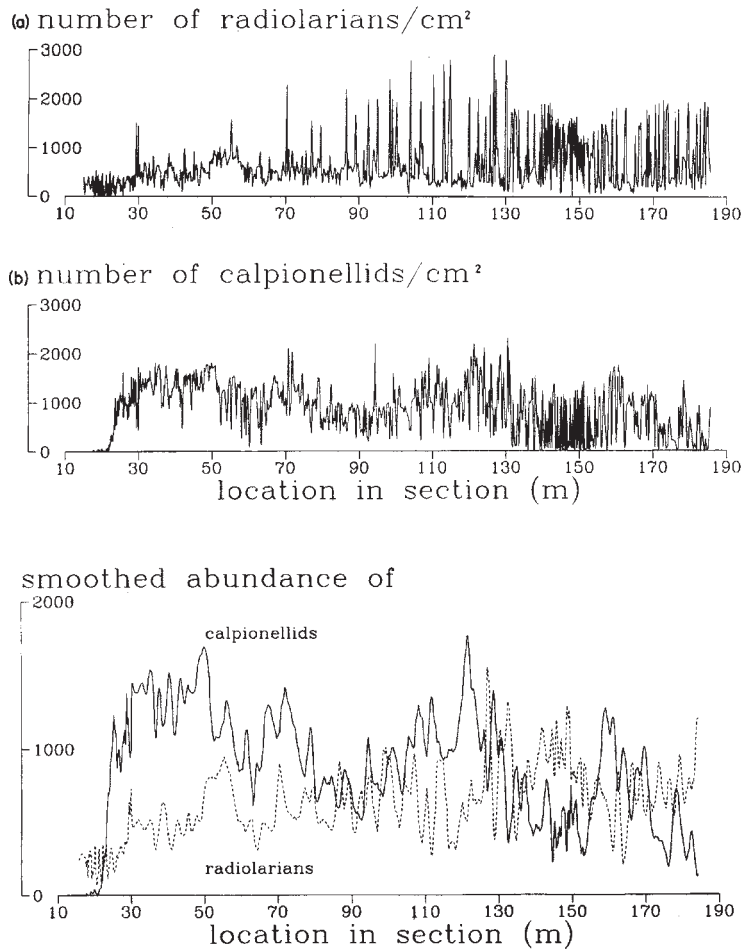 (a) number of radiolarians/cm²
3000
2000
1000
0
10 30 50 70 90 110 130 150 170 190
(b) number of calpionellids/cm²
3000
2000
1000
0
10 30 50 70 90 110 130 150 170 190
location in section (m)
smoothed abundance of
2000
calpionellids
1000
radiolarians
0
10 30 50 70 90 110 130 150 170 190
location in section (m)